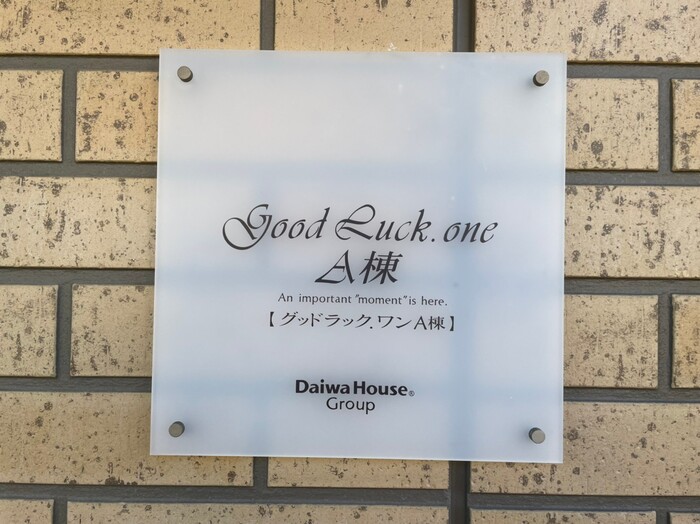 Good Luck. one
A棟
An important "moment" is here.
【グッドラック.ワンA棟】
Daiwa House®
Group